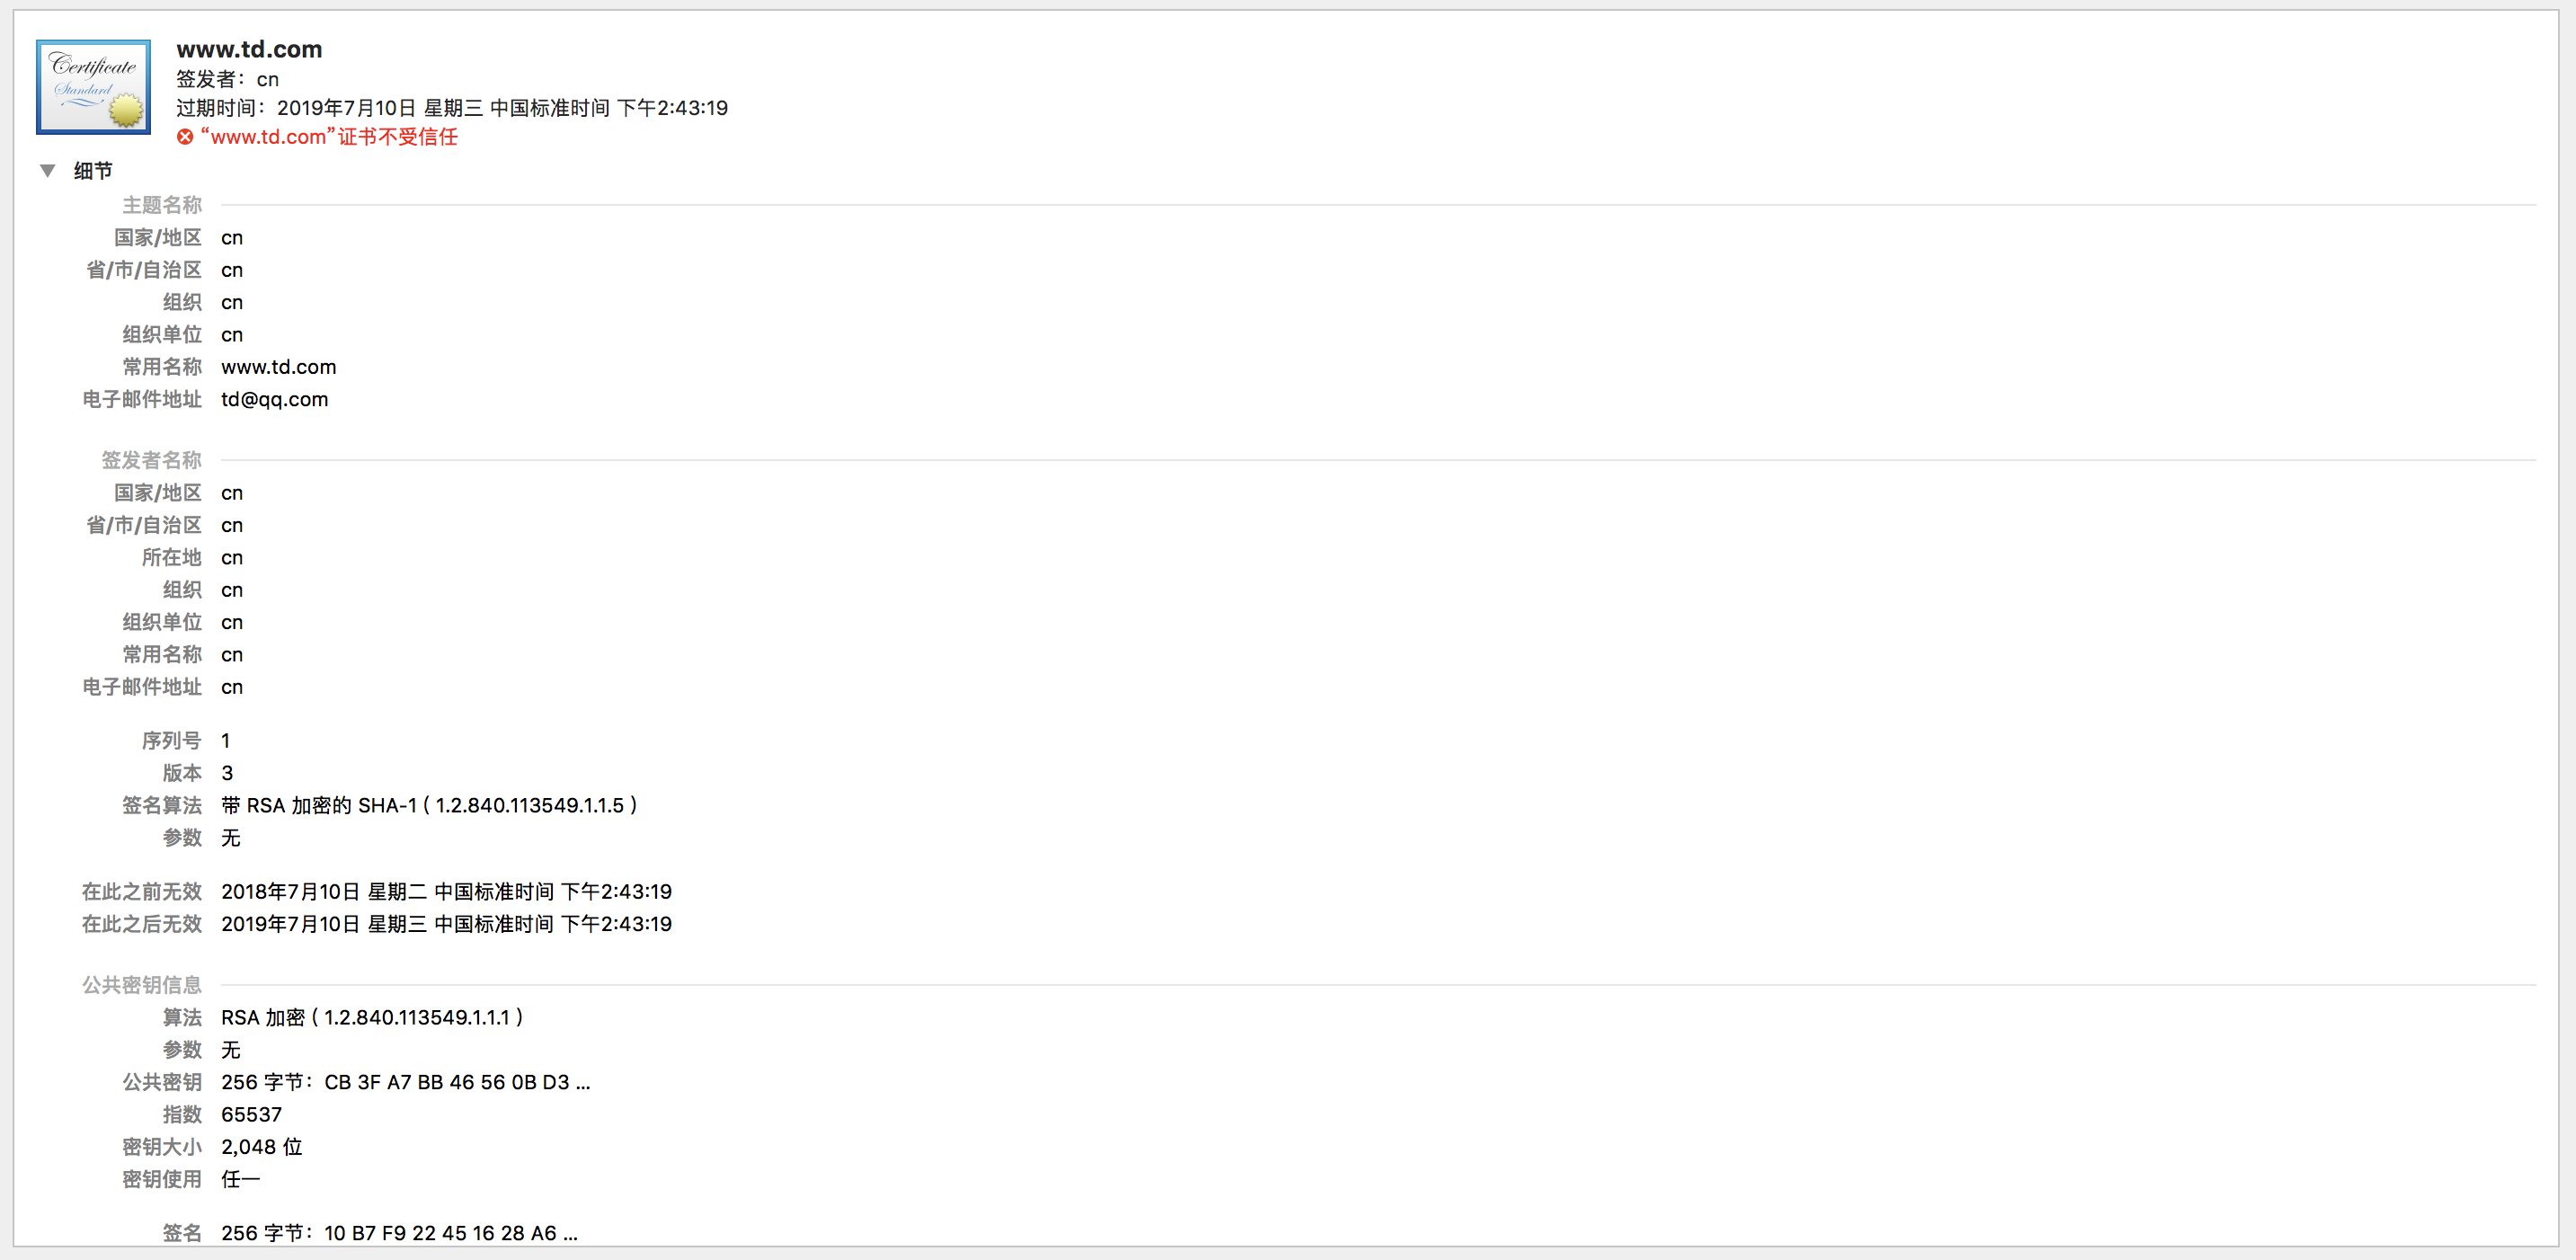 Certificate
Standard
www.td.com
签发者：cn
过期时间：2019年7月10日 星期三 中国标准时间 下午2:43:19
“www.td.com”证书不受信任
细节
主题名称
国家/地区 cn
省/市/自治区 cn
组织 cn
组织单位 cn
常用名称 www.td.com
电子邮件地址 td@qq.com
签发者名称
国家/地区 cn
省/市/自治区 cn
所在地 cn
组织 cn
组织单位 cn
常用名称 cn
电子邮件地址 cn
序列号 1
版本 3
签名算法 带 RSA 加密的 SHA-1 ( 1.2.840.113549.1.1.5 )
参数 无
在此之前无效 2018年7月10日 星期二 中国标准时间 下午2:43:19
在此之后无效 2019年7月10日 星期三 中国标准时间 下午2:43:19
公共密钥信息
算法 RSA 加密 ( 1.2.840.113549.1.1.1 )
参数 无
公共密钥 256 字节：CB 3F A7 BB 46 56 0B D3 ...
指数 65537
密钥大小 2,048 位
密钥使用 任一
签名 256 字节：10 B7 F9 22 45 16 28 A6 ...